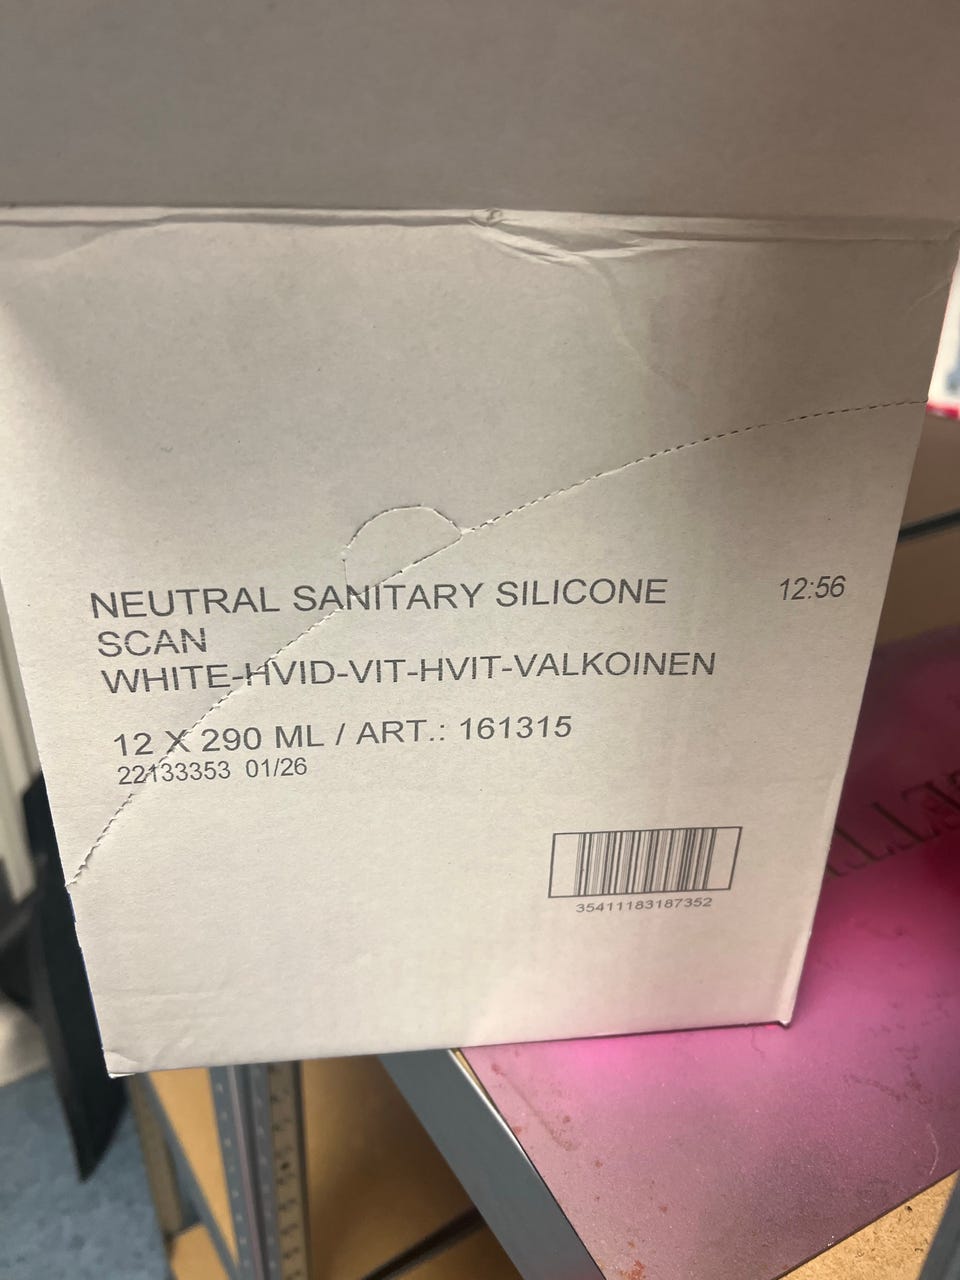 NEUTRAL SANITARY SILICONE 12:56
SCAN
WHITE-HVID-VIT-HVIT-VALKOINEN
12 X 290 ML / ART.: 161315
22133353 01/26
35411183187352